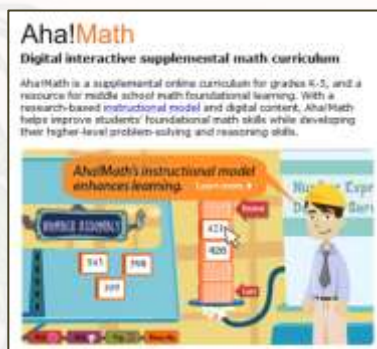 Aha!Math
Digital interactive supplemental math curriculum
Aha!Math is a supplemental online curriculum for grades K-5, and a
resource for middle school math foundational learning. With a
research-based instructional model and digital content, Aha!Math
helps improve students' foundational math skills while developing
their higher-level problem-solving and reasoning skills.
Aha!Math's instructional model
enhances learning. Learn more
NUMBER ASSEMBLY